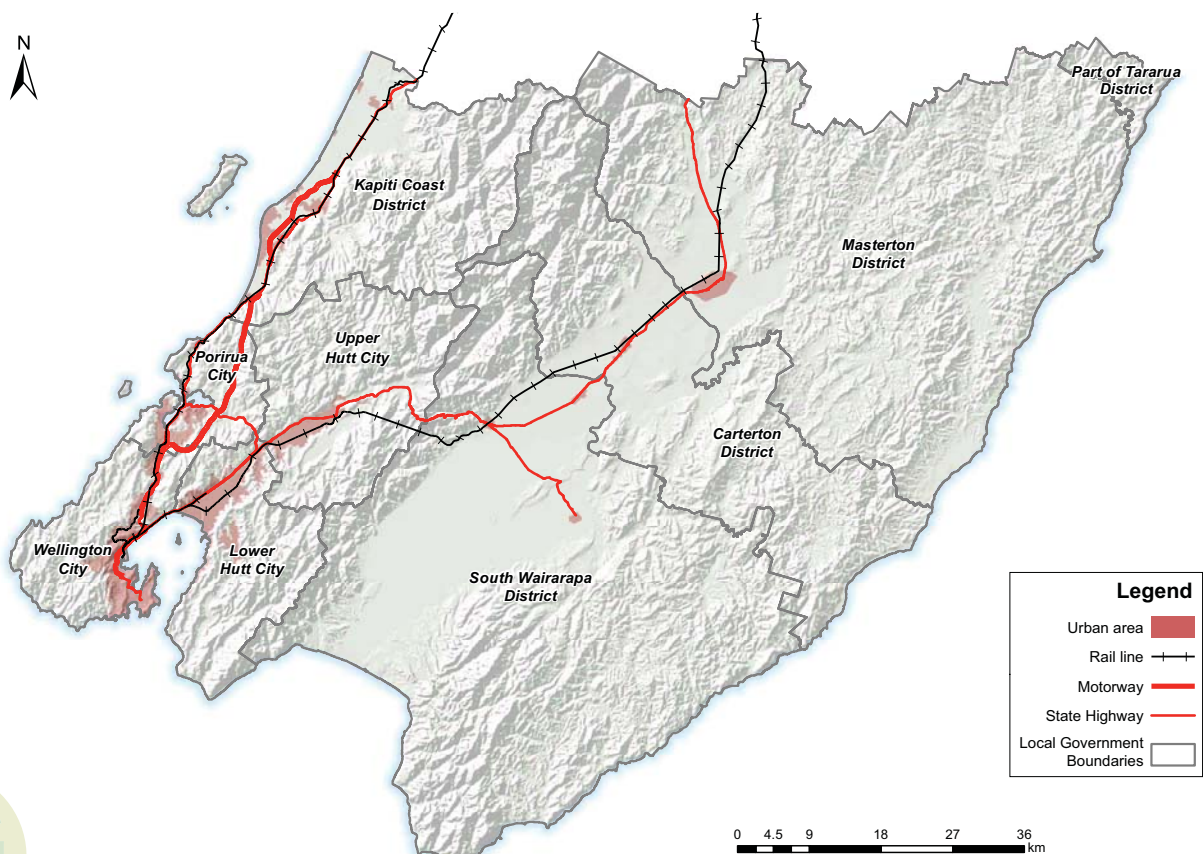 N
Part of Tararua
District
Kapiti Coast
District
Masterton
District
Upper
Hutt City
Porirua
City
Carterton
District
Wellington
City
Lower
Hutt City
South Wairarapa
District
Legend
Urban area
Rail line
Motorway
State Highway
Local Government
Boundaries
0 4.5 9 18 27 36
km